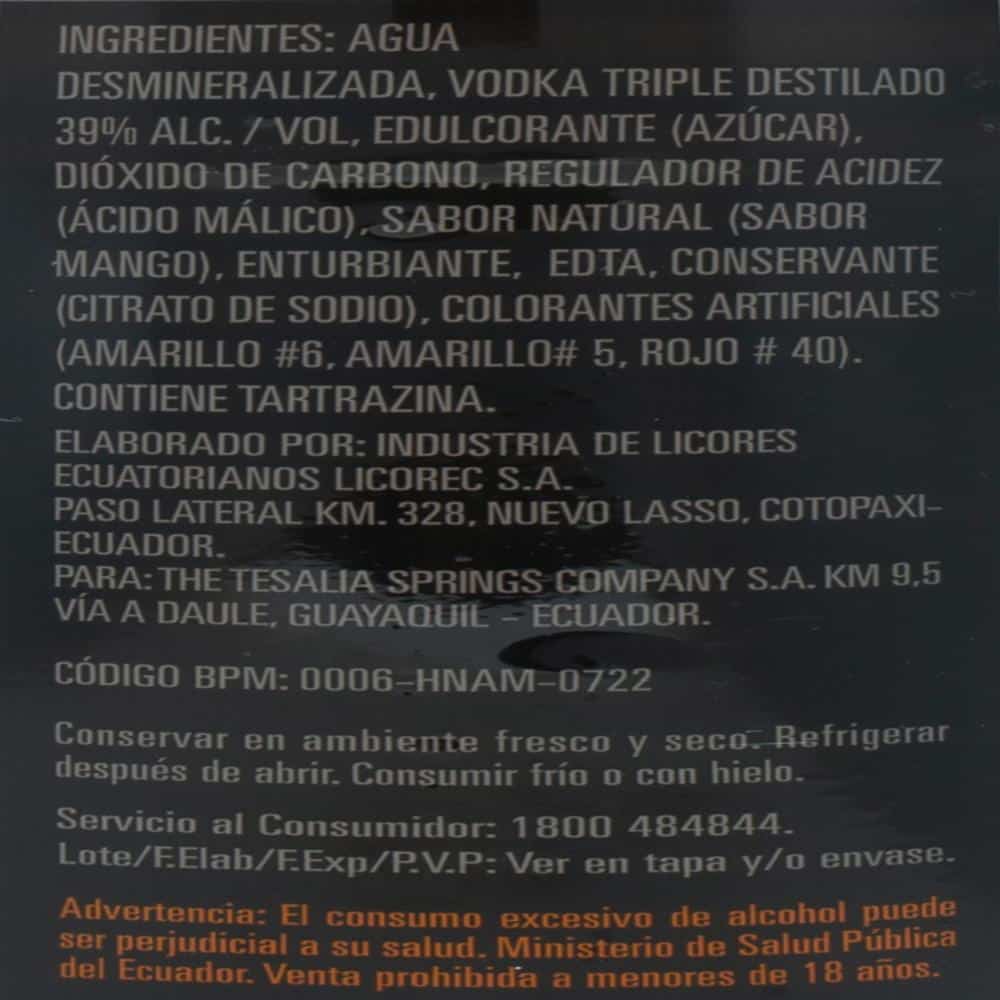 INGREDIENTES: AGUA
DESMINERALIZADA, VODKA TRIPLE DESTILADO
39% ALC. / VOL, EDULCORANTE (AZÚCAR),
DIÓXIDO DE CARBONO, REGULADOR DE ACIDEZ
(ÁCIDO MÁLICO), SABOR NATURAL (SABOR
MANGO), ENTURBIANTE, EDTA, CONSERVANTE
(CITRATO DE SODIO), COLORANTES ARTIFICIALES
(AMARILLO #6, AMARILLO# 5, ROJO # 40).
CONTIENE TARTRAZINA.
ELABORADO POR: INDUSTRIA DE LICORES
ECUATORIANOS LICOREC S.A.
PASO LATERAL KM. 328, NUEVO LASSO, COTOPAXI-
ECUADOR.
PARA: THE TESALIA SPRINGS COMPANY S.A. KM 9,5
VÍA A DAULE, GUAYAQUIL - ECUADOR.
CÓDIGO BPM: 0006-HNAM-0722
Conservar en ambiente fresco y seco. Refrigerar
después de abrir. Consumir frío o con hielo.
Servicio al Consumidor: 1800 484844.
Lote/F.Elab/F.Exp/P.V.P: Ver en tapa y/o envase.
Advertencia: El consumo excesivo de alcohol puede
ser perjudicial a su salud. Ministerio de Salud Pública
del Ecuador. Venta prohibida a menores de 18 años.